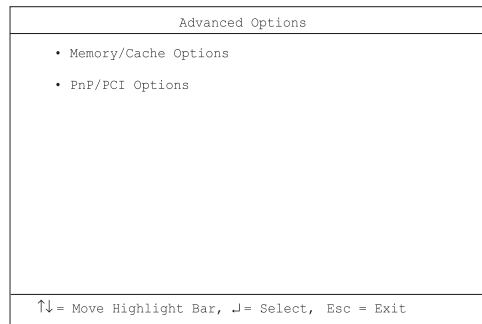 Advanced Options
• Memory/Cache Options
• PnP/PCI Options
↑↓= Move Highlight Bar, ↵= Select, Esc = Exit